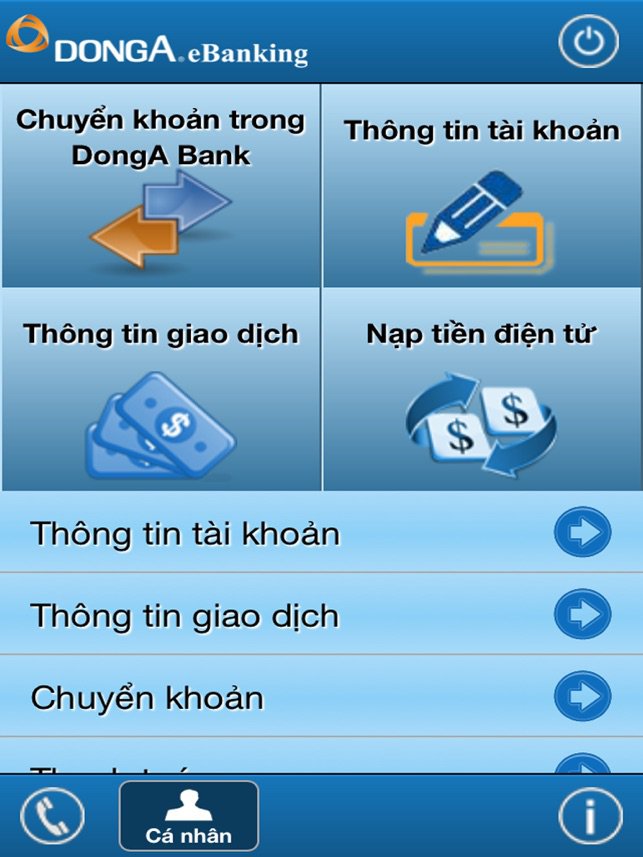 DONGA eBanking
Chuyển khoản trong
DongA Bank
Thông tin tài khoản
Thông tin giao dịch
Nạp tiền điện tử
$
$
$
Thông tin tài khoản
Thông tin giao dịch
Chuyển khoản
Cá nhân